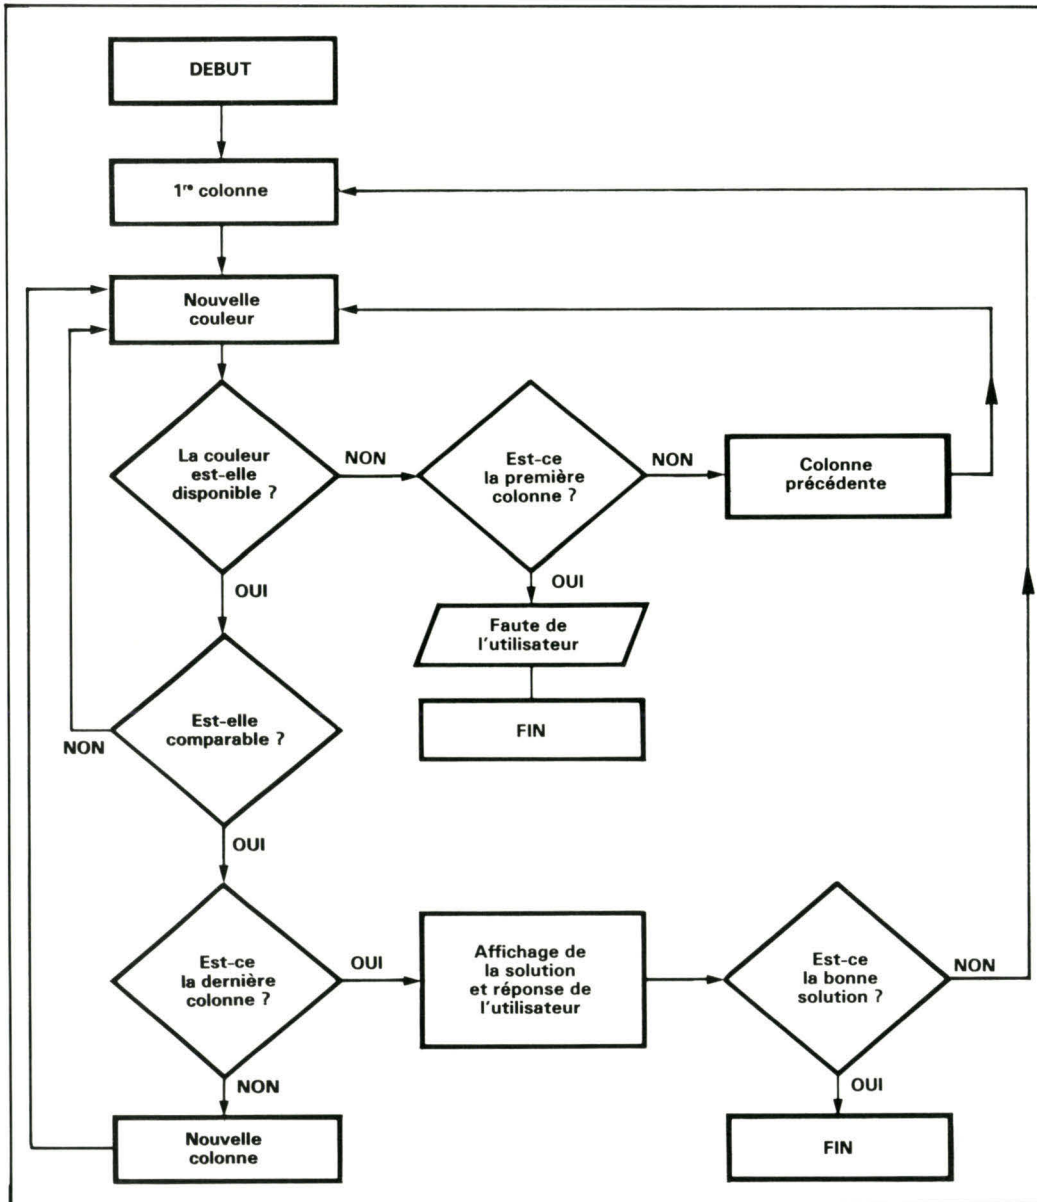 DEBUT
1re colonne
Nouvelle
couleur
La couleur
est-elle
disponible ?
NON
Est-ce
la première
colonne ?
NON
Colonne
précédente
OUI
OUI
Faute de
l'utilisateur
FIN
Est-elle
comparable ?
NON
OUI
Est-ce
la dernière
colonne ?
OUI
Affichage de
la solution
et réponse de
l'utilisateur
Est-ce
la bonne
solution ?
NON
NON
OUI
Nouvelle
colonne
FIN